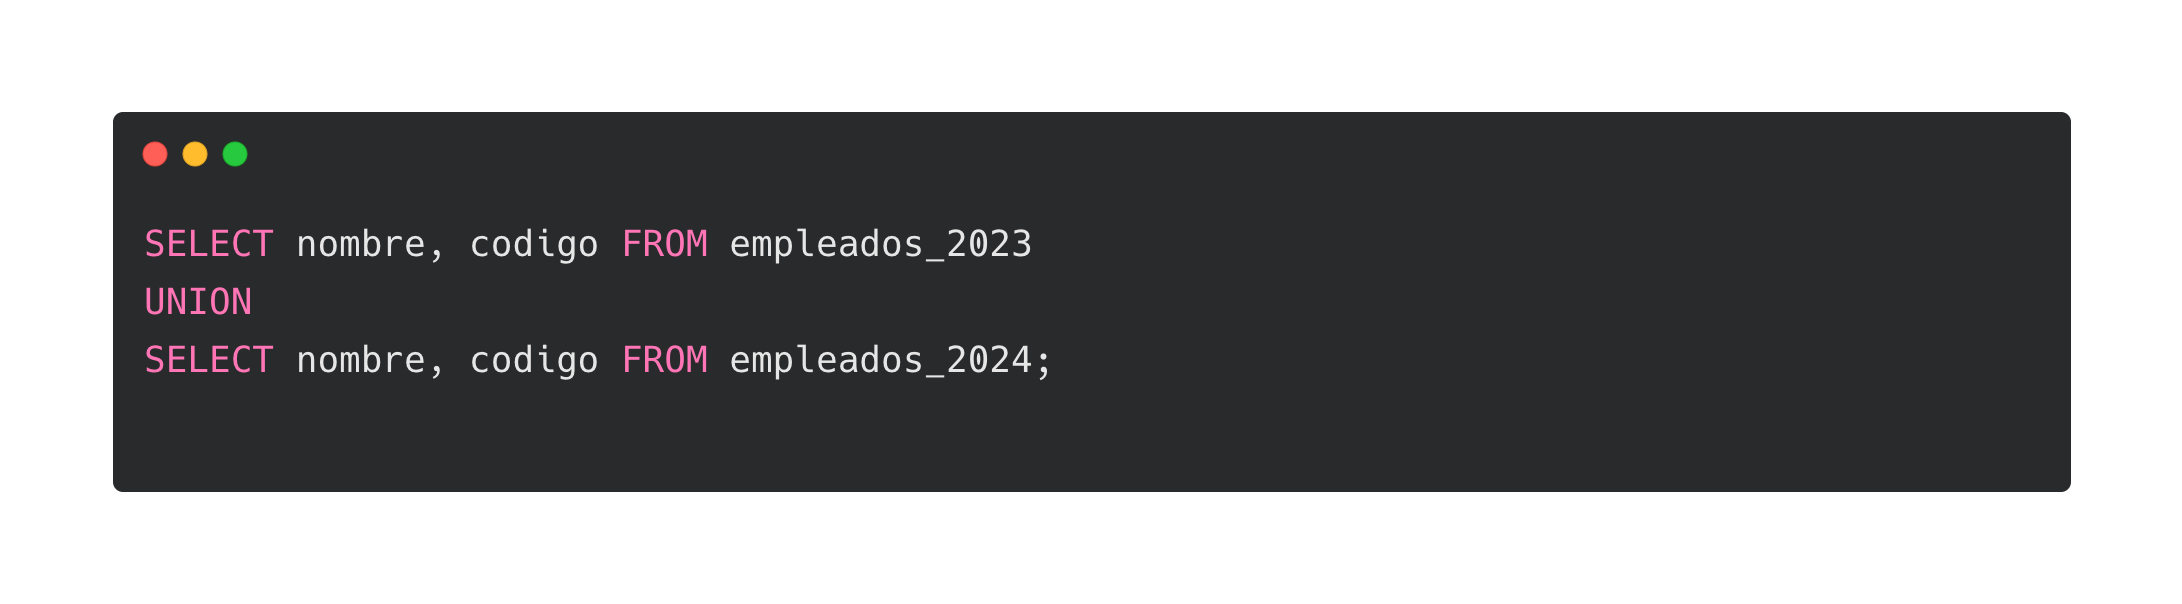 SELECT nombre, codigo FROM empleados_2023
UNION
SELECT nombre, codigo FROM empleados_2024;